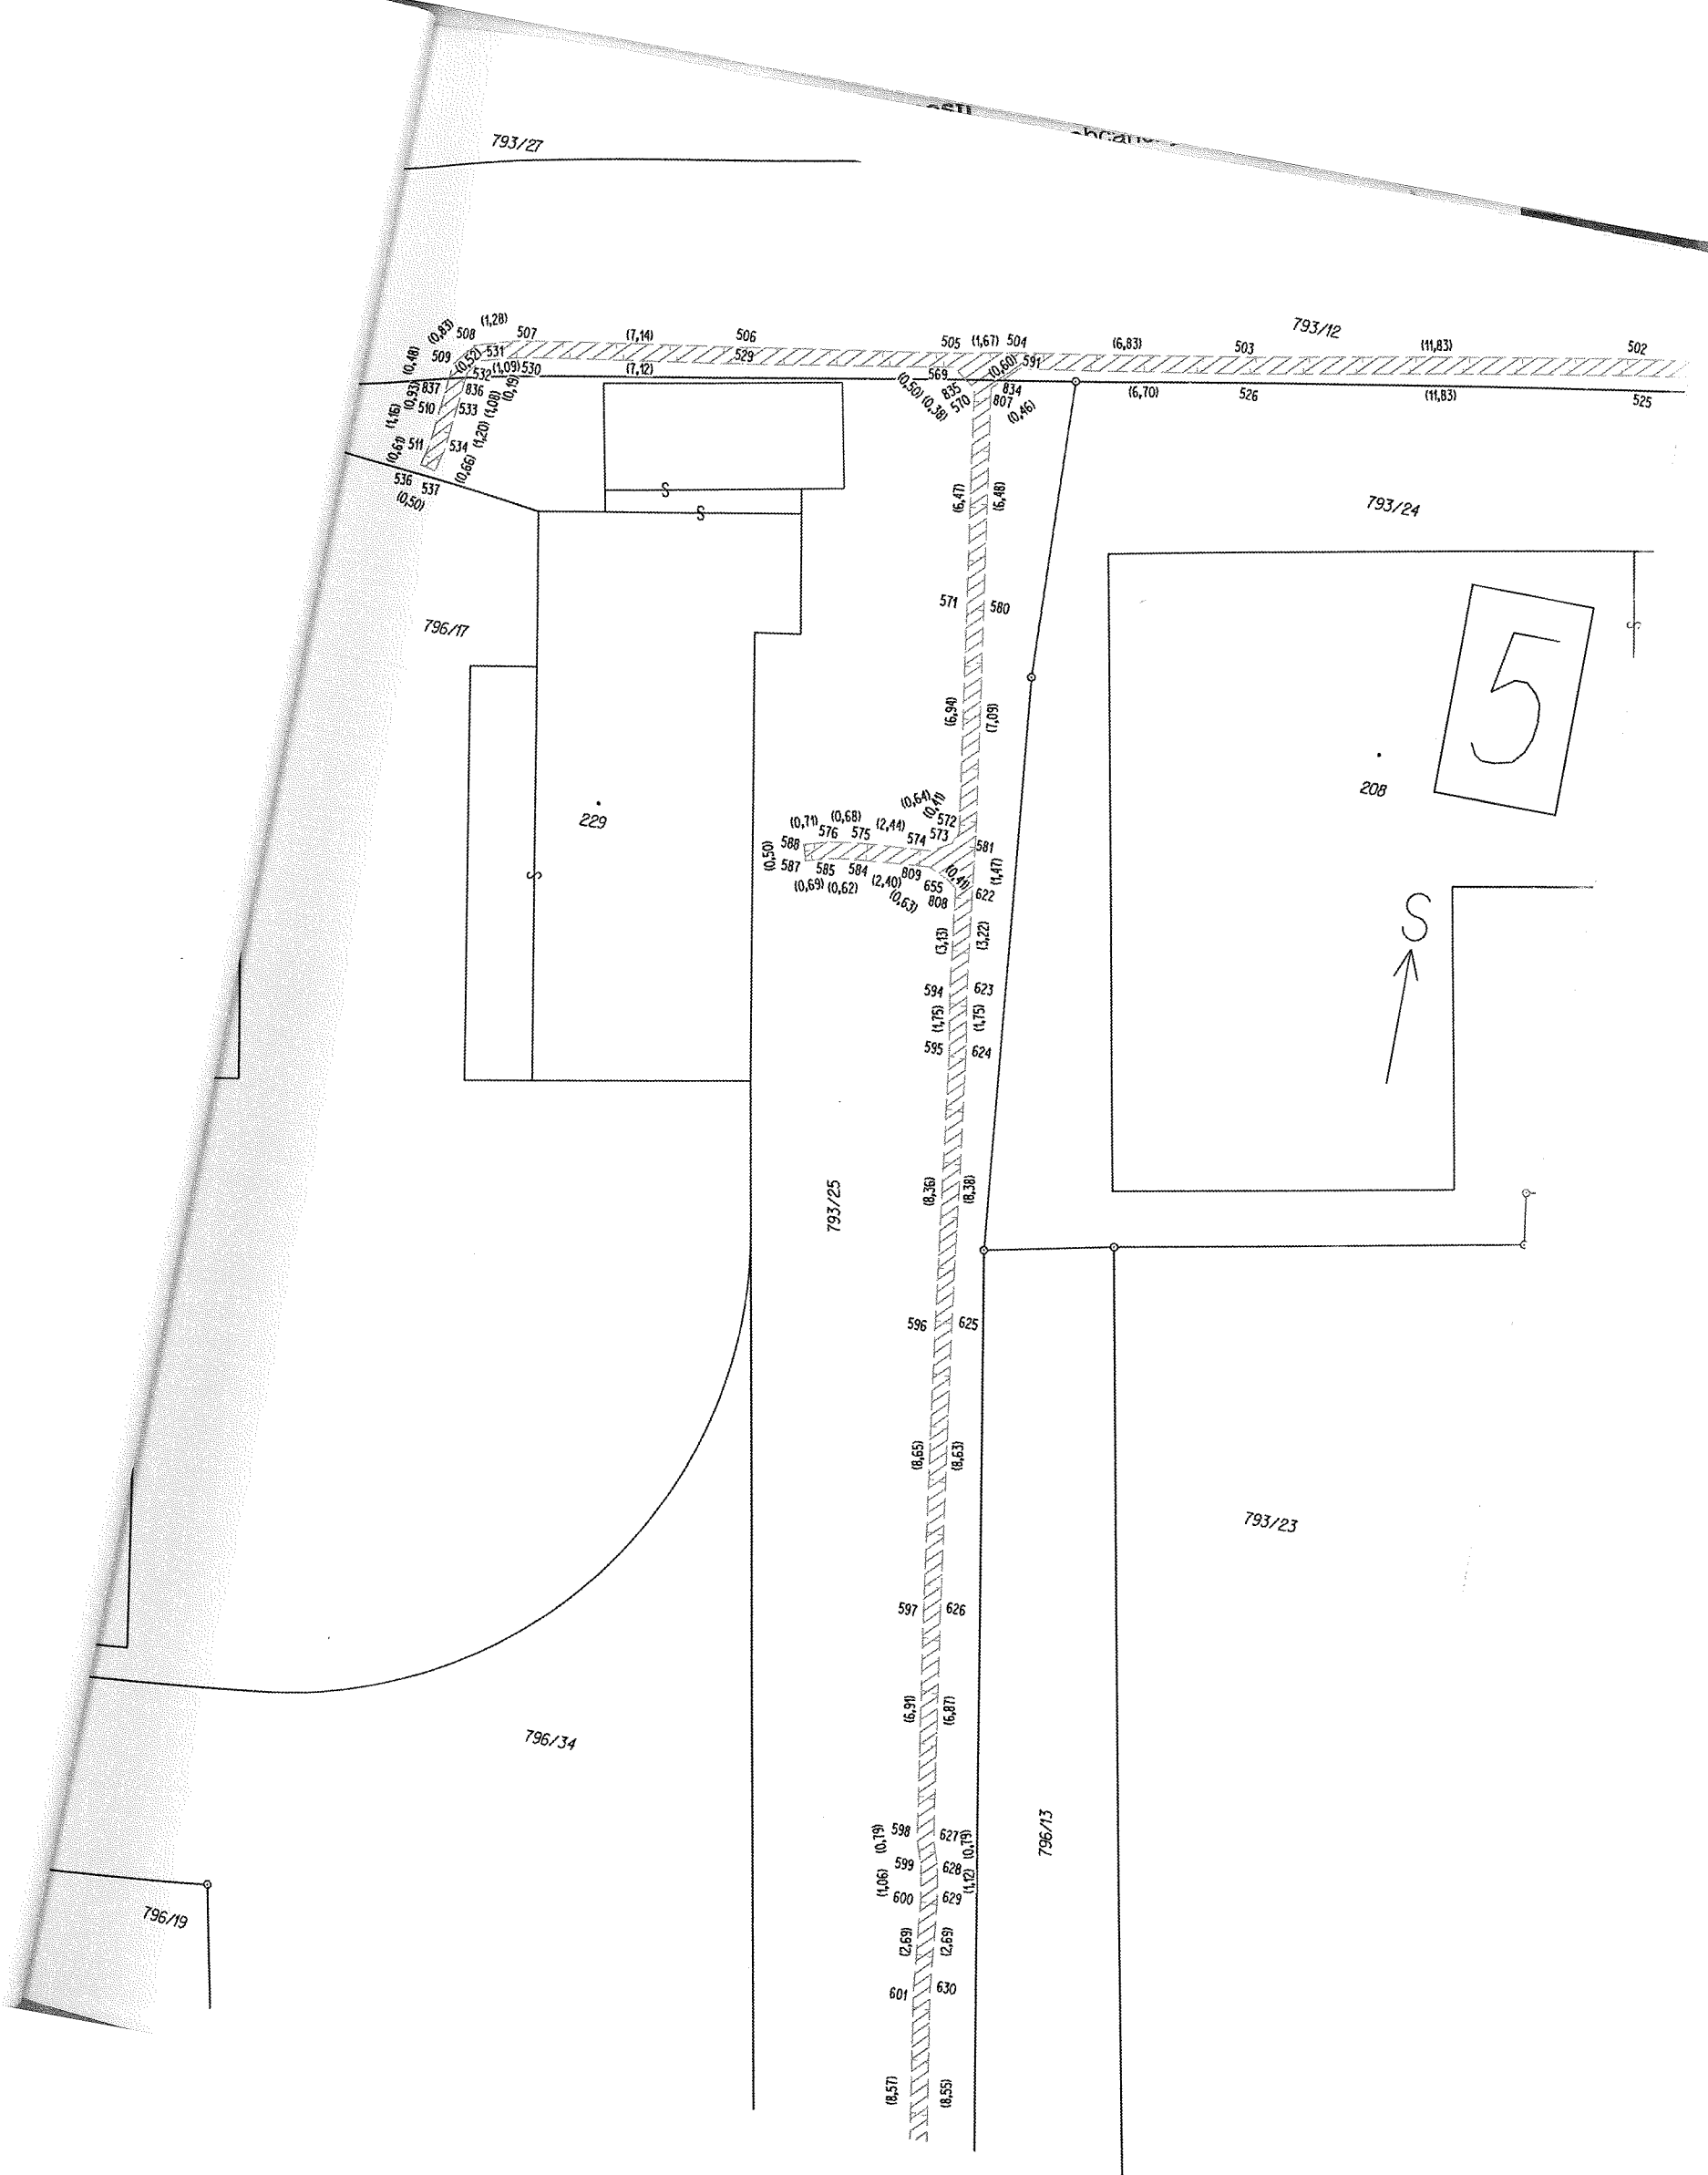 793/27
793/12
(0,83) 508 (1,28) 507 (7,14) 506 505 (1,67) 504 (6,83) 503 (11,83) 502
(0,48) 509 (0,52) 531 529 (0,60) 591
532 (1,09) 530 (7,12) 569
(0,93) 837 836 (0,19) (0,50) (0,38) 835 834 (6,70) 526 (11,83) 525
(1,16) 510 533 (1,08) 570 807 (0,46)
(0,61) 511 534 (1,20)
(0,66)
536 537
(0,50)
S
S
(6,47) (6,48)
793/24
571 580
796/17
S
5
(6,94) (7,09)
208
229
(0,64) (0,41)
(0,71) (0,68) (2,44) 572
576 575 574 573
588 581
(0,50)
587 585 584 809 (0,41) (1,47)
(0,69) (0,62) (2,40) 655 622
(0,63) 808
S
S
(3,13) (3,22)
594 623
(1,75) (1,75)
595 624
(8,36) (8,38)
793/25
596 625
(8,65) (8,63)
793/23
597 626
(6,91) (6,87)
796/34
598 627
(0,79) (0,79)
599 628
(1,06) (1,12)
600 629
796/13
796/19
(2,69) (2,69)
601 630
(8,57) (8,55)